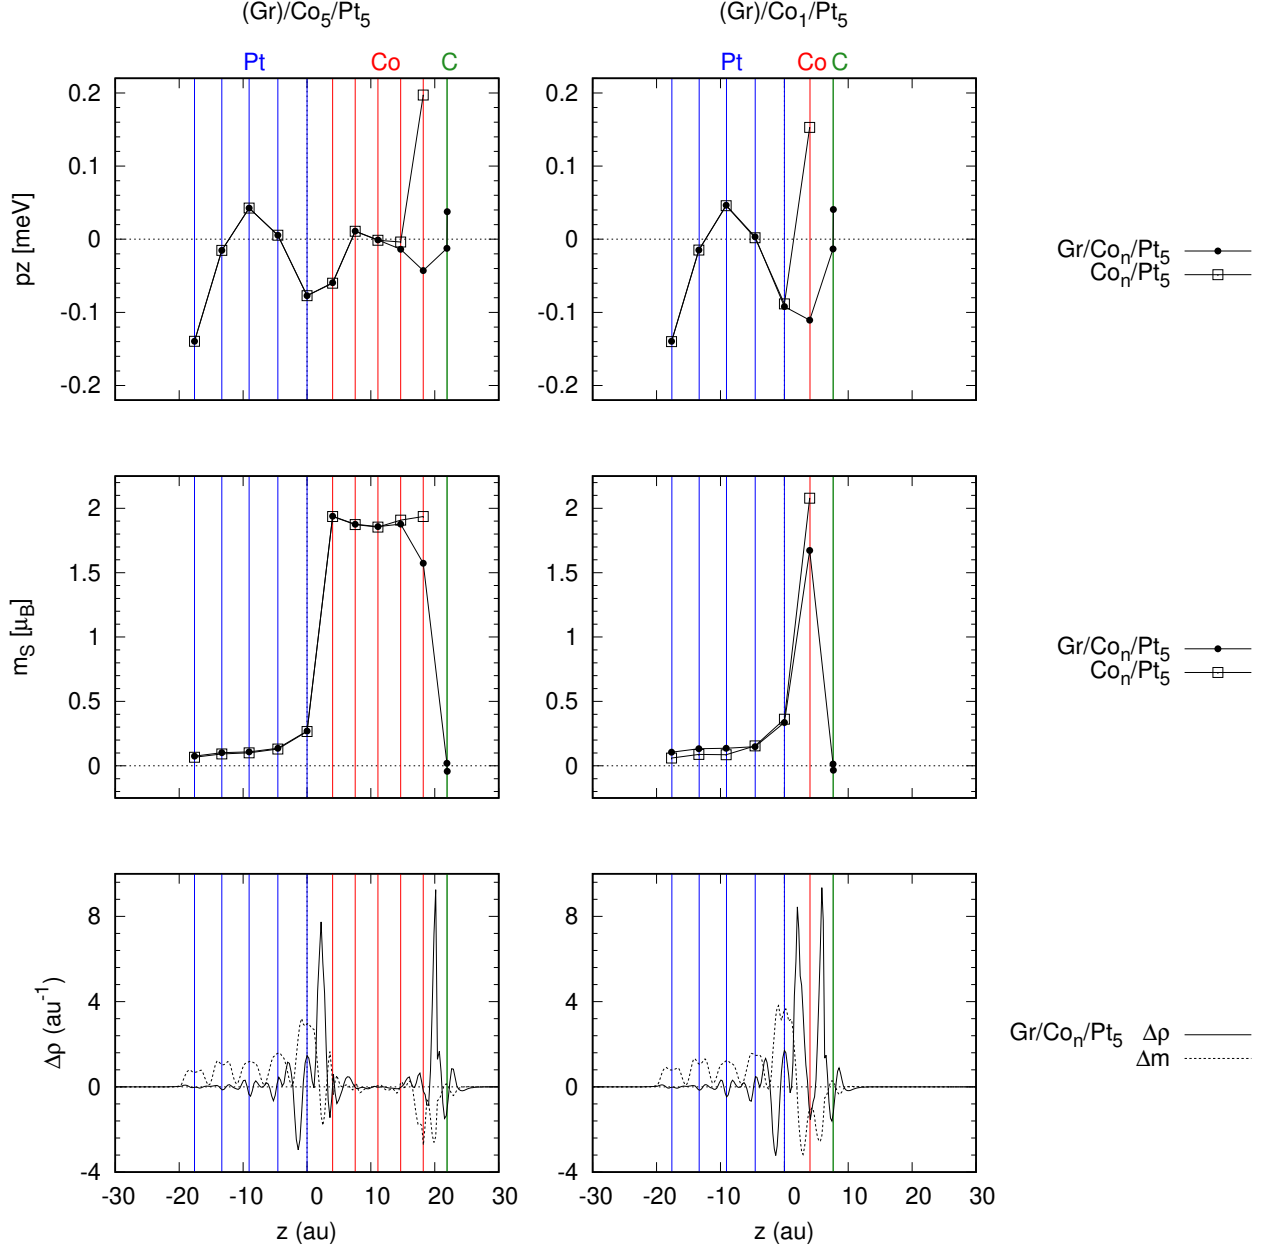 (Gr)/Co5/Pt5
(Gr)/Co1/Pt5
Pt Co C
Pt Co C
pz [meV]
0.2
0.1
0
-0.1
-0.2
0.2
0.1
0
-0.1
-0.2
Gr/Con/Pt5
Con/Pt5
mS [μB]
2
1.5
1
0.5
0
2
1.5
1
0.5
0
Gr/Con/Pt5
Con/Pt5
Δρ (au-1)
8
4
0
-4
8
4
0
-4
Gr/Con/Pt5 Δρ
Δm
-30 -20 -10 0 10 20 30
-30 -20 -10 0 10 20 30
z (au)
z (au)